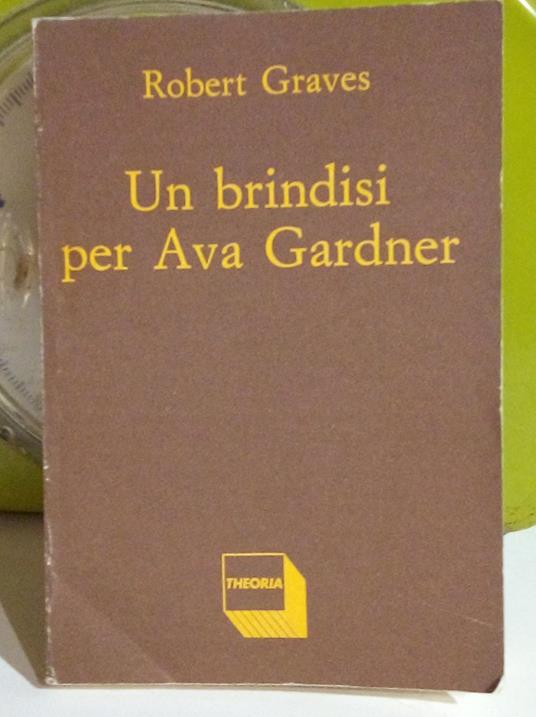 Robert Graves
Un brindisi
per Ava Gardner
THEORIA